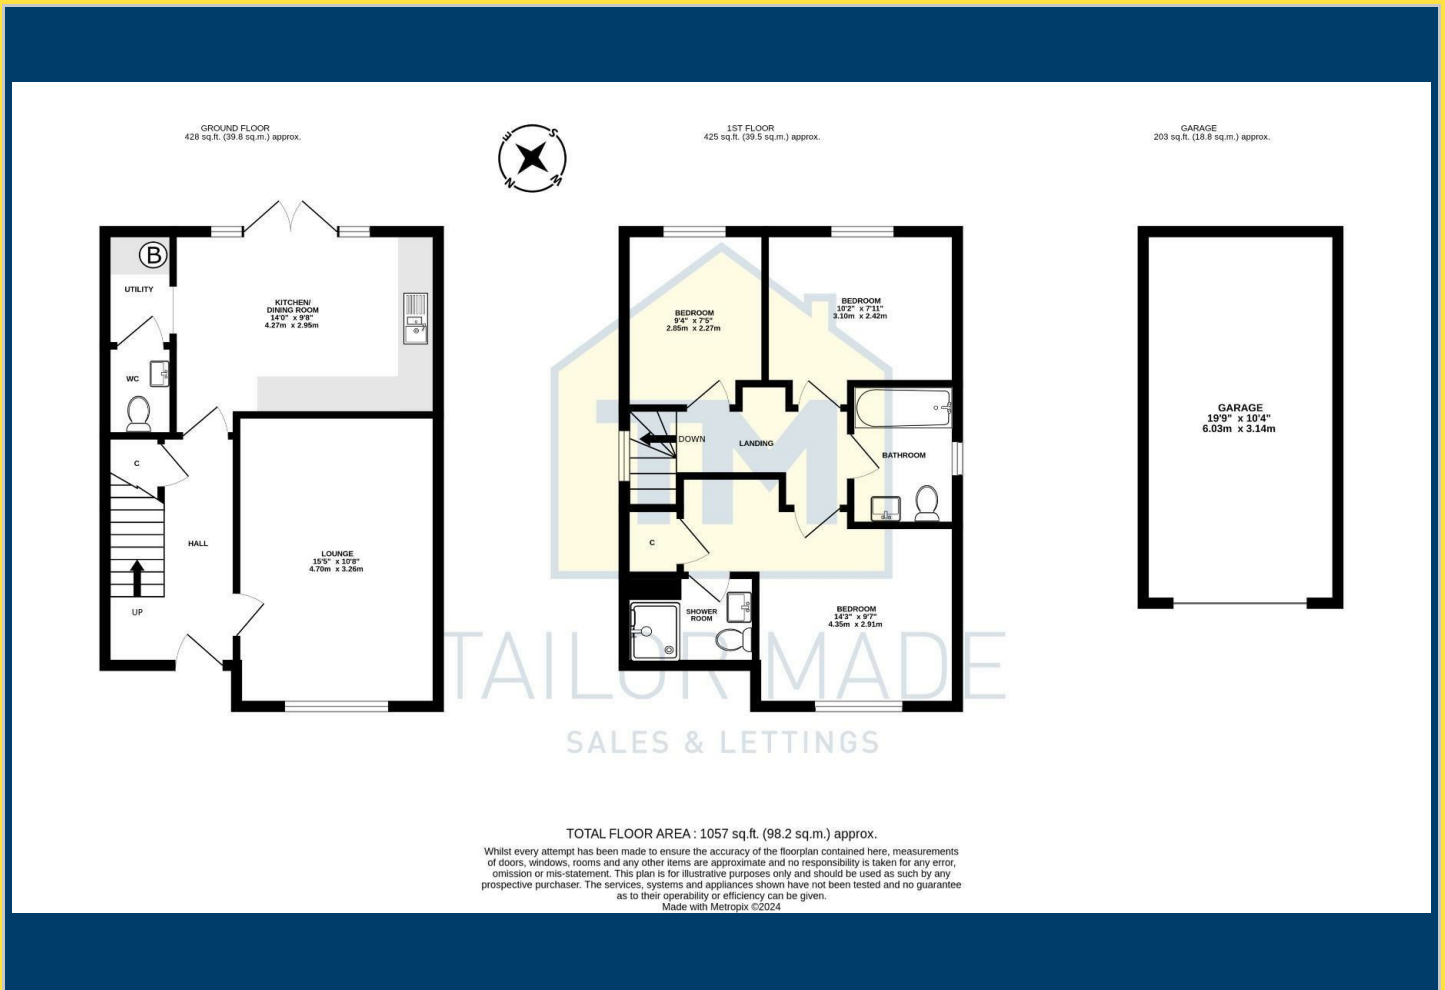 GROUND FLOOR
428 sq.ft. (39.8 sq.m.) approx.
E
S
N
W
1ST FLOOR
425 sq.ft. (39.5 sq.m.) approx.
GARAGE
203 sq.ft. (18.8 sq.m.) approx.
B
UTILITY
KITCHEN/
DINING ROOM
14'0" x 9'8"
4.27m x 2.95m
WC
C
HALL
UP
LOUNGE
15'5" x 10'8"
4.70m x 3.26m
BEDROOM
9'4" x 7'5"
2.85m x 2.27m
BEDROOM
10'2" x 7'11"
3.10m x 2.42m
DOWN
LANDING
BATHROOM
C
SHOWER
ROOM
BEDROOM
14'3" x 9'7"
4.35m x 2.91m
GARAGE
19'9" x 10'4"
6.03m x 3.14m
TM
TAILOR MADE
SALES & LETTINGS
TOTAL FLOOR AREA : 1057 sq.ft. (98.2 sq.m.) approx.
Whilst every attempt has been made to ensure the accuracy of the floorplan contained here, measurements
of doors, windows, rooms and any other items are approximate and no responsibility is taken for any error,
omission or mis-statement. This plan is for illustrative purposes only and should be used as such by any
prospective purchaser. The services, systems and appliances shown have not been tested and no guarantee
as to their operability or efficiency can be given.
Made with Metropix ©2024